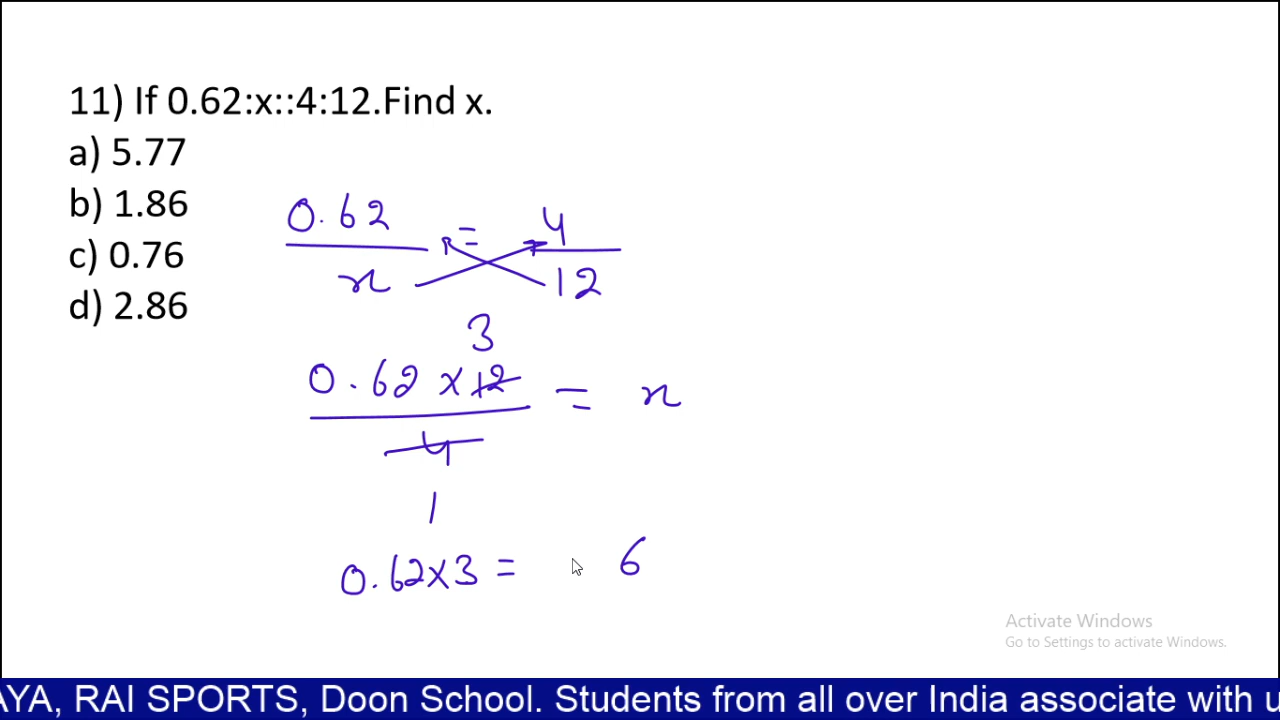 11) If 0.62:x::4:12.Find x.
a) 5.77
b) 1.86
c) 0.76
d) 2.86
0.62 = 4
x 12
3
0.62 x 12 = x
4
1
0.62x3 = 6
Activate Windows
Go to Settings to activate Windows.
AYA, RAI SPORTS, Doon School. Students from all over India associate with u